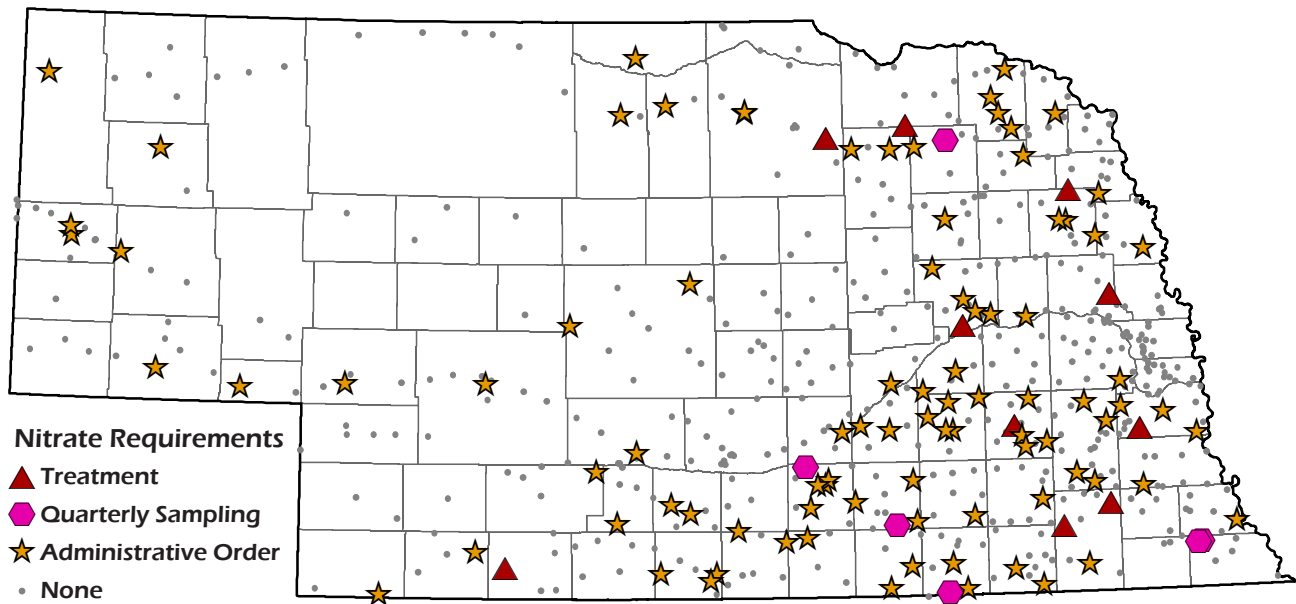 Nitrate Requirements
Treatment
Quarterly Sampling
Administrative Order
None